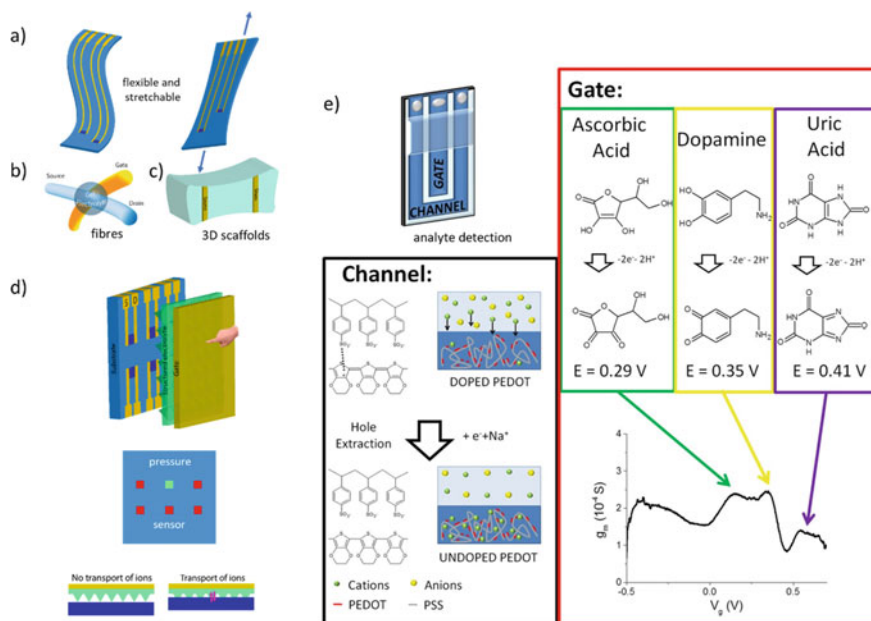 a)
flexible and
stretchable
b)
Source
Gate
Drain
fibres
c)
3D scaffolds
d)
S
D
Substrate
Gate
pressure
sensor
No transport of ions
Transport of ions
e)
GATE
CHANNEL
analyte detection
Channel:
SO₃⁻
DOPED PEDOT
Hole
Extraction
+ e⁻+Na⁺
UNDOPED PEDOT
Cations
Anions
PEDOT
PSS
Gate:
Ascorbic
Acid
Dopamine
Uric
Acid
-2e⁻- 2H⁺
-2e⁻- 2H⁺
-2e⁻- 2H⁺
E = 0.29 V
E = 0.35 V
E = 0.41 V
gₘ (10⁻⁴ S)
4
3
2
1
0
-0.5
0.0
0.5
V_g (V)